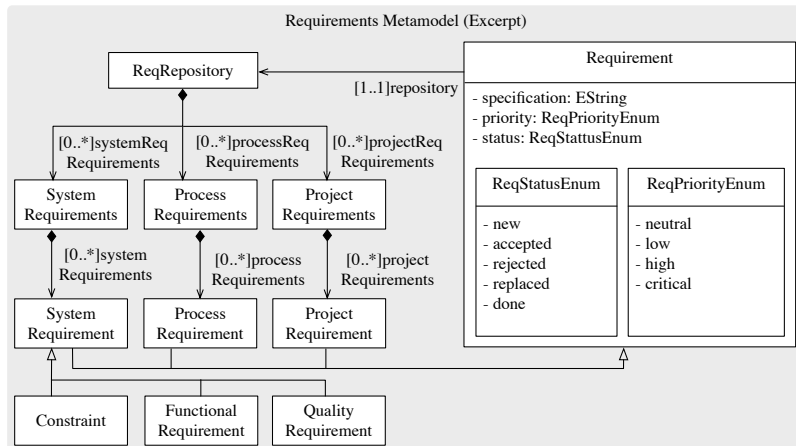 Requirements Metamodel (Excerpt)
ReqRepository
[1..1]repository
Requirement
- specification: EString
- priority: ReqPriorityEnum
- status: ReqStattusEnum
ReqStatusEnum
- new
- accepted
- rejected
- replaced
- done
ReqPriorityEnum
- neutral
- low
- high
- critical
[0..*]systemReq
Requirements
[0..*]processReq
Requirements
[0..*]projectReq
Requirements
System
Requirements
Process
Requirements
Project
Requirements
[0..*]system
Requirements
[0..*]process
Requirements
[0..*]project
Requirements
System
Requirement
Process
Requirement
Project
Requirement
Constraint
Functional
Requirement
Quality
Requirement